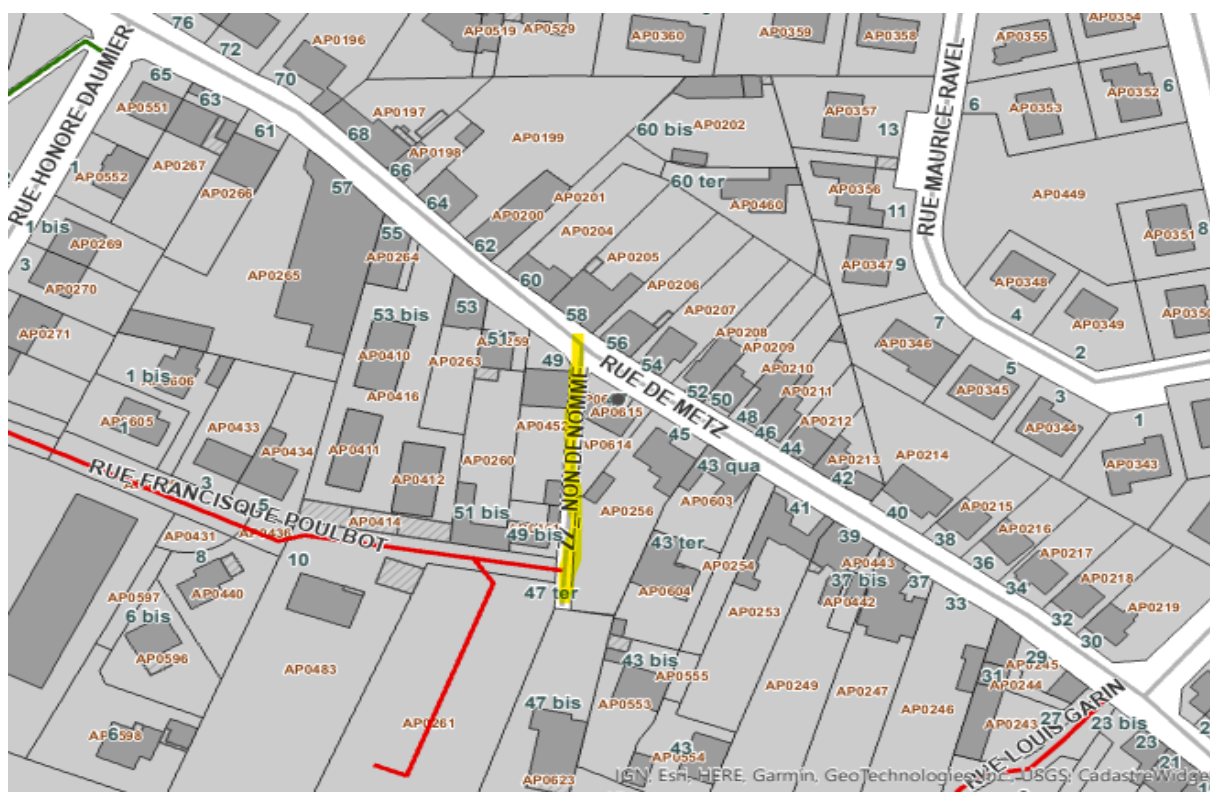 76
72
AP0196
AP0519
AP0529
AP0360
AP0359
AP0358
AP0354
AP0355
65
63
AP0551
70
61
AP0197
AP0199
68
AP0198
60 bis
AP0202
AP0357
13
6
AP0353
AP0352
6
RUE HONORE DAUMIER
1
AP0552
AP0267
AP0266
57
66
64
60 ter
AP0460
AP0356
11
RUE MAURICE RAVEL
AP0449
1 bis
AP0269
3
AP0270
AP0265
55
AP0264
AP0200
AP0201
AP0204
62
AP0205
AP0206
60
AP0347
9
AP0351
8
AP0348
AP0271
53 bis
53
51
AP0263
58
49
56
AP0207
AP0208
AP0209
AP0210
AP0211
AP0212
AP0213
AP0214
7
4
AP0349
AP0346
2
5
AP0345
3
AP0344
1
AP0343
AP0410
AP0416
1 bis
AP0433
AP0434
AP0411
AP0412
AP0260
54
RUE DE METZ
52
50
48
46
44
42
40
38
36
34
32
30
AP0615
AP0614
ZZ_NON DENOMME
45
43 qua
AP0603
AP0256
41
39
AP0443
37 bis
37
AP0442
33
AP0215
AP0216
AP0217
AP0218
AP0219
RUE FRANCISQUE POULBOT
3
5
AP0414
51 bis
49 bis
43 ter
AP0254
AP0604
AP0253
AP0431
8
10
AP0440
AP0597
6 bis
AP0596
AP0483
47 ter
43 bis
AP0555
AP0249
AP0247
AP0246
31
29
AP0245
AP0244
AP0243
27
23 bis
23
21
RUE LOUIS GARIN
AP0598
6
AP0261
47 bis
AP0553
43
AP0554
AP0623
IGN, Esri, HERE, Garmin, GeoTechnologies, Inc., USGS, CadastreWidget